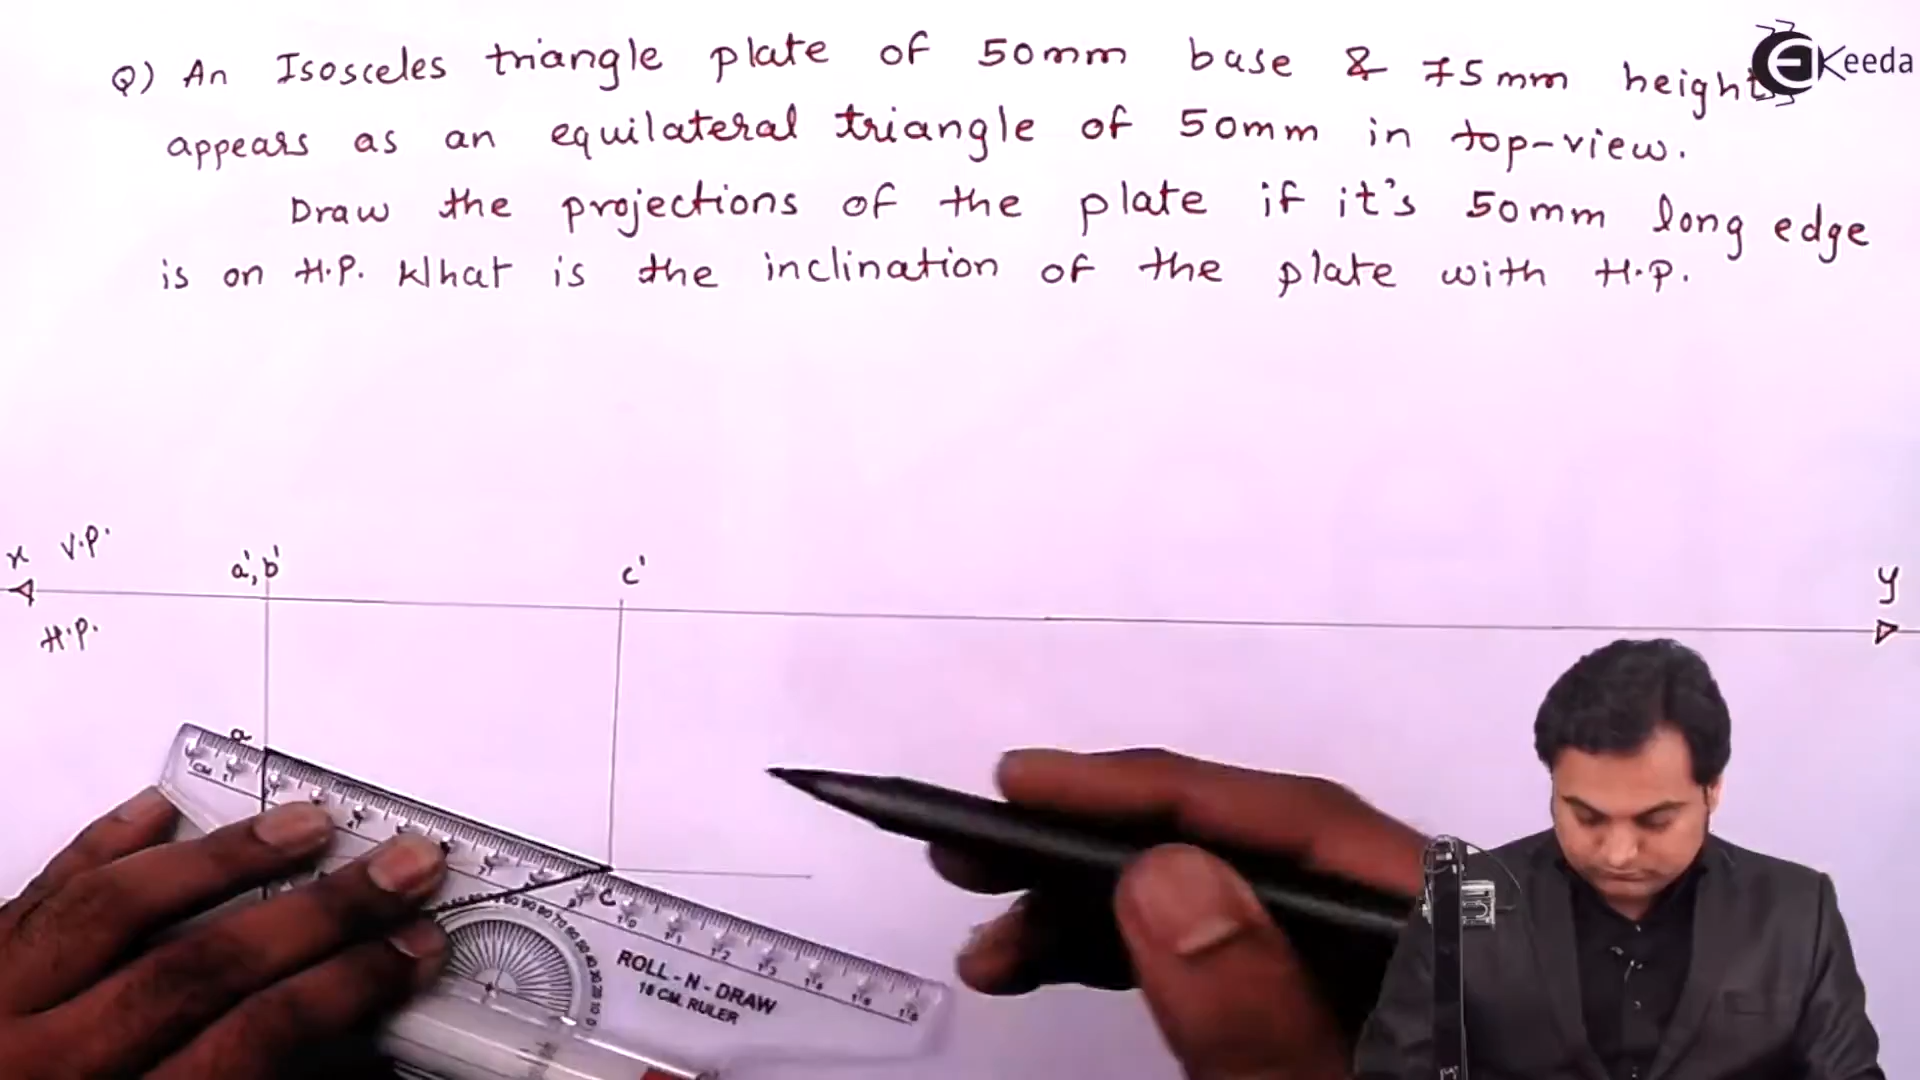 Q) An Isosceles triangle plate of 50mm base & 75mm height
appears as an equilateral triangle of 50mm in top-view.
Draw the projections of the plate if it's 50mm long edge
is on H.P. What is the inclination of the plate with H.P.
Keeda
x V.P.
a', b'
c'
y
H.P.
a
c
CM
ROLL-N-DRAW